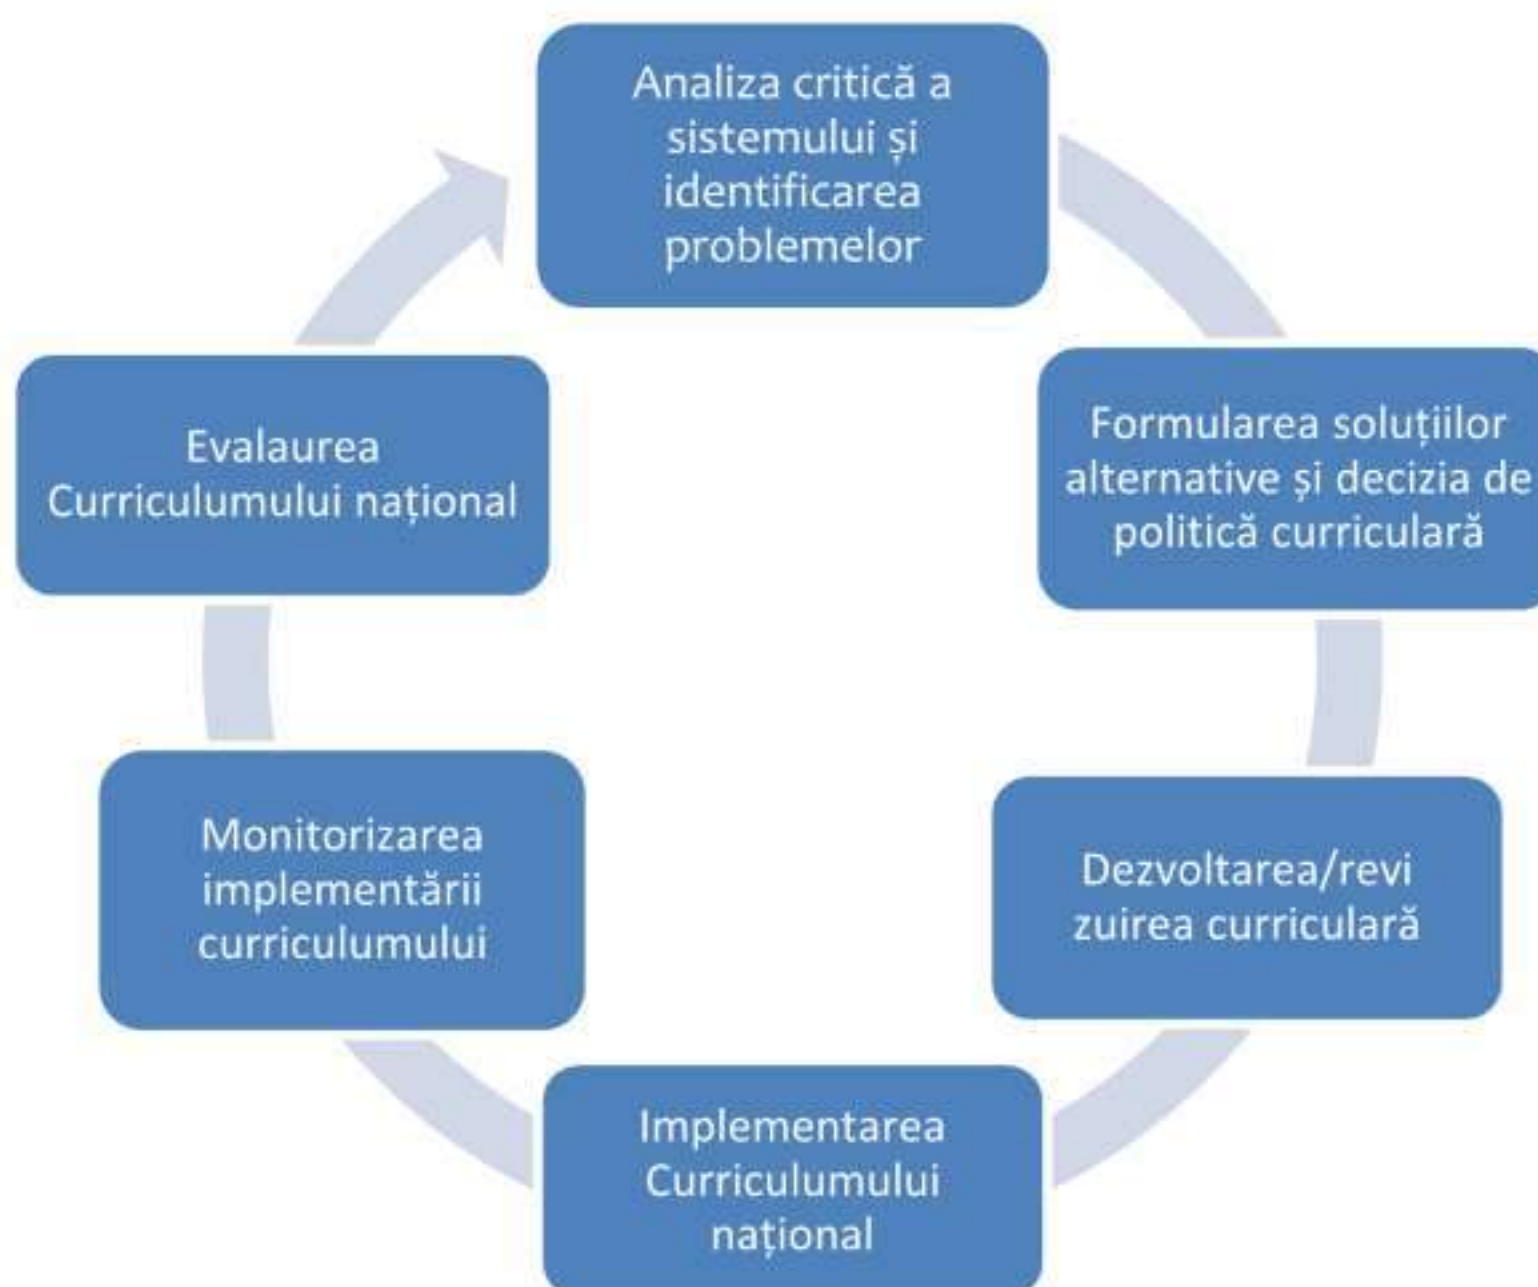 Analiza critică a
sistemului și
identificarea
problemelor
Formularea soluțiilor
alternative și decizia de
politică curriculară
Dezvoltarea/revi
zuirea curriculară
Implementarea
Curriculumului
național
Monitorizarea
implementării
curriculumului
Evalaurea
Curriculumului național